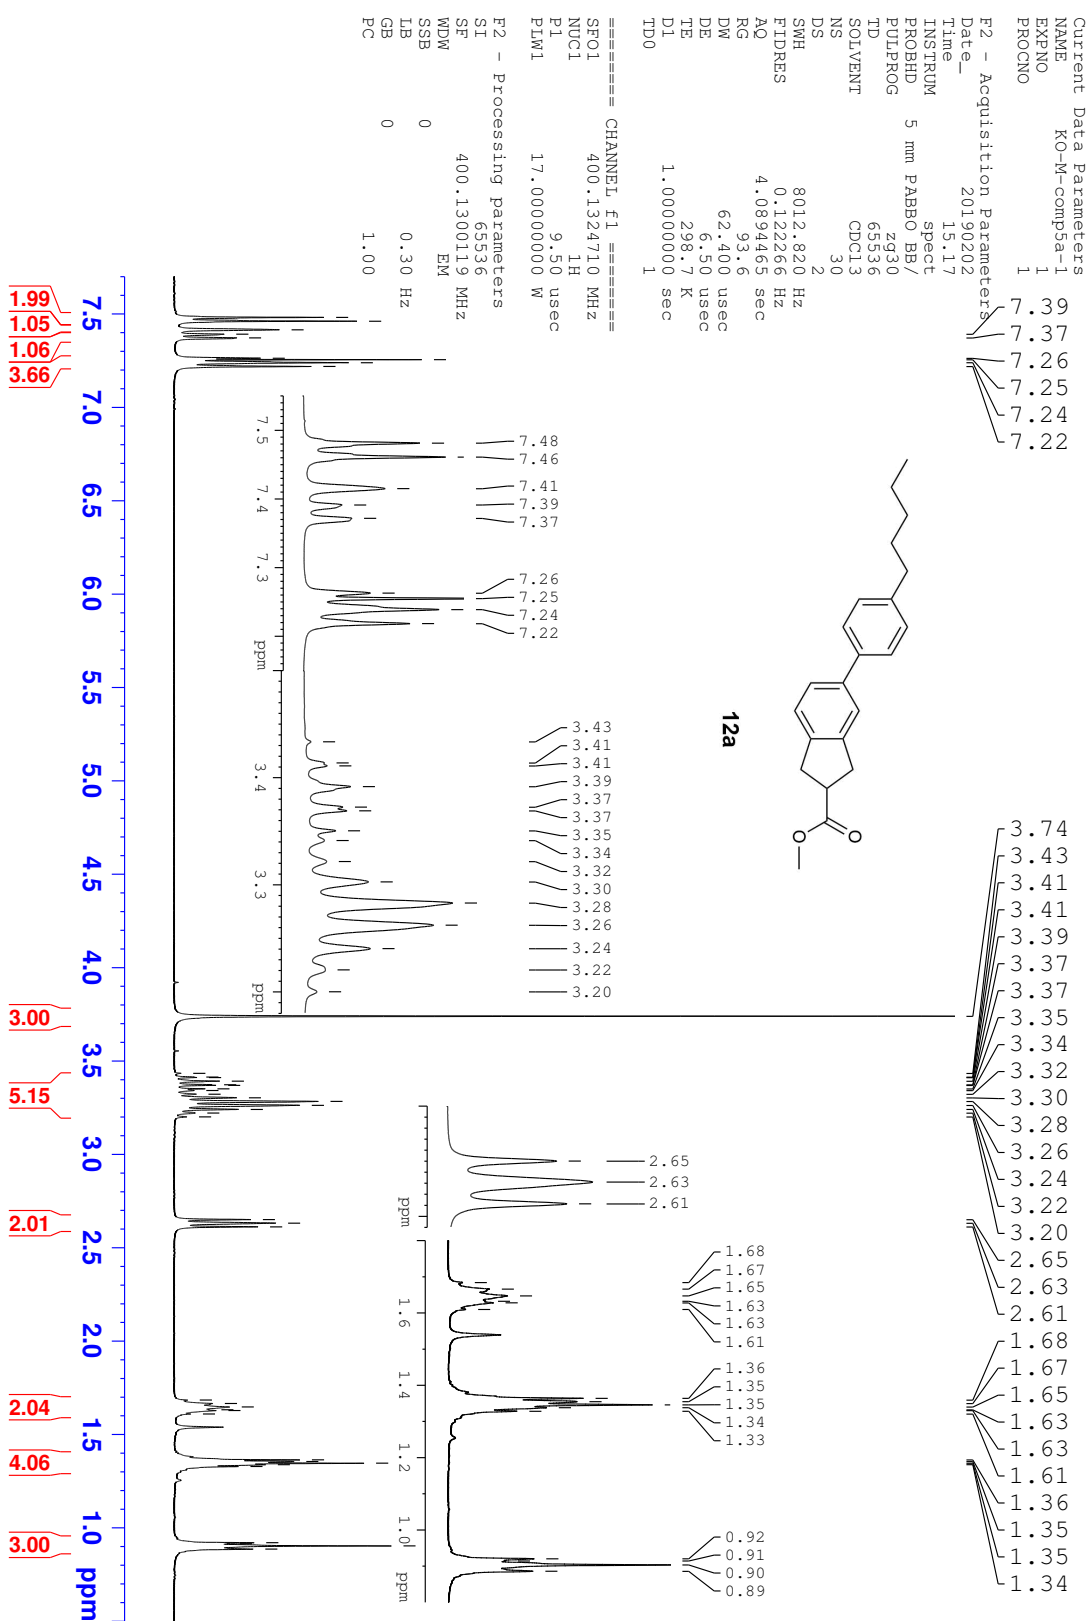 Current Data Parameters
NAME KO-M-comp5a-1
EXPNO 1
PROCNO 1
F2 - Acquisition Parameters
Date_ 20190202
Time 15.17
INSTRUM spect
PROBHD 5 mm PABBO BB/
PULPROG zg30
TD 65536
SOLVENT CDCl3
NS 30
DS 2
SWH 8012.820 Hz
FIDRES 0.122266 Hz
AQ 4.0894465 sec
RG 93.6
DW 62.400 usec
DE 6.50 usec
TE 298.7 K
D1 1.00000000 sec
TD0 1
======== CHANNEL f1 ========
SFO1 400.1324710 MHz
NUC1 1H
P1 9.50 usec
PLW1 17.00000000 W
F2 - Processing parameters
SI 65536
SF 400.1300119 MHz
WDW EM
SSB 0
LB 0.30 Hz
GB 0
PC 1.00
7.39
7.37
7.26
7.25
7.24
7.22
3.74
3.43
3.41
3.41
3.39
3.37
3.37
3.35
3.34
3.32
3.30
3.28
3.26
3.24
3.22
3.20
2.65
2.63
2.61
1.68
1.67
1.65
1.63
1.63
1.61
1.36
1.35
1.35
1.34
O
O
12a
7.48
7.46
7.41
7.39
7.37
7.26
7.25
7.24
7.22
7.5 7.4 7.3 ppm
3.43
3.41
3.41
3.39
3.37
3.37
3.35
3.34
3.32
3.30
3.28
3.26
3.24
3.22
3.20
3.4 3.3 ppm
2.65
2.63
2.61
ppm
1.68
1.67
1.65
1.63
1.63
1.61
1.36
1.35
1.35
1.34
1.33
0.92
0.91
0.90
0.89
1.6 1.4 1.2 1.0 ppm
7.5 7.0 6.5 6.0 5.5 5.0 4.5 4.0 3.5 3.0 2.5 2.0 1.5 1.0 ppm
1.99
1.05
1.06
3.66
3.00
5.15
2.01
2.04
4.06
3.00